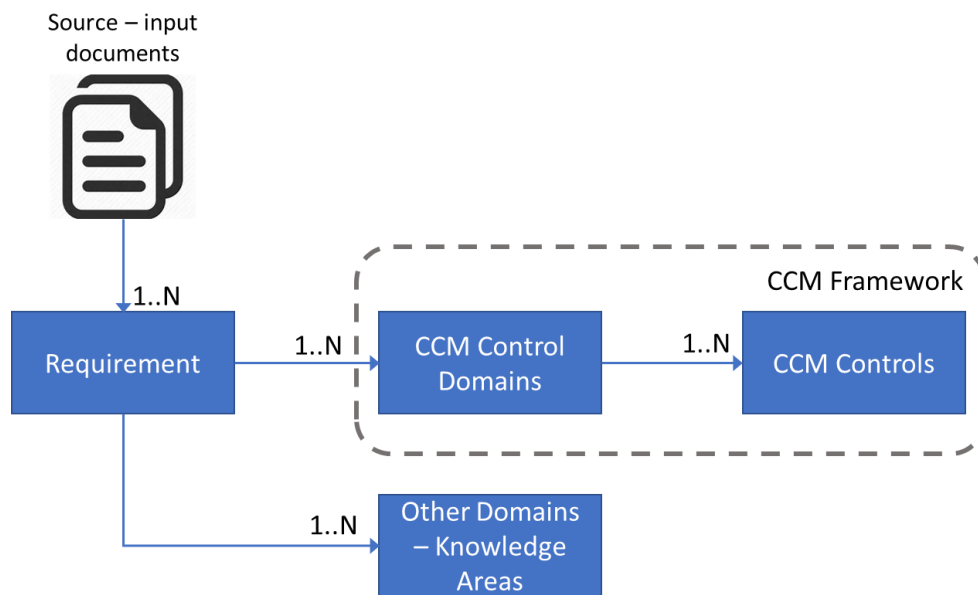 Source – input
documents
1..N
CCM Framework
Requirement
1..N
CCM Control
Domains
1..N
CCM Controls
1..N
Other Domains
– Knowledge
Areas